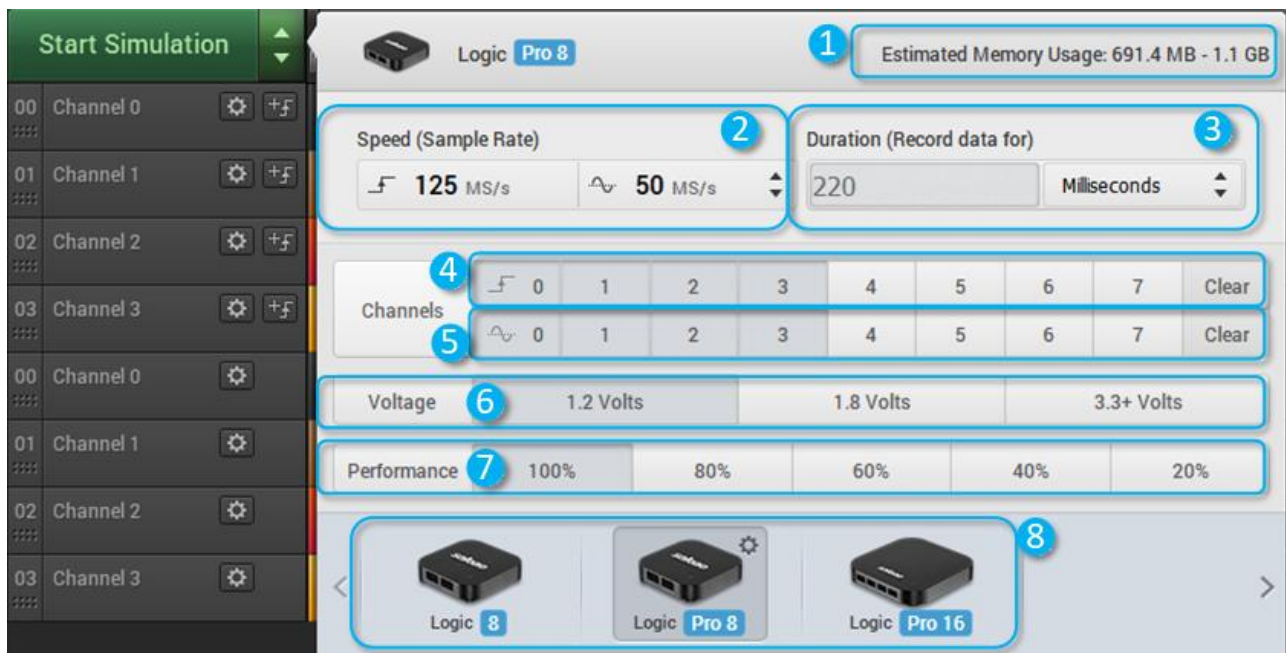 Start Simulation
Logic Pro 8
1
Estimated Memory Usage: 691.4 MB - 1.1 GB
00 Channel 0
01 Channel 1
02 Channel 2
03 Channel 3
00 Channel 0
01 Channel 1
02 Channel 2
03 Channel 3
Speed (Sample Rate)
2
125 MS/s
50 MS/s
Duration (Record data for)
3
220
Milliseconds
Channels
4
0 1 2 3 4 5 6 7 Clear
5
0 1 2 3 4 5 6 7 Clear
Voltage 6 1.2 Volts 1.8 Volts 3.3+ Volts
Performance 7 100% 80% 60% 40% 20%
8
saleae
Logic 8
saleae
Logic Pro 8
saleae
Logic Pro 16